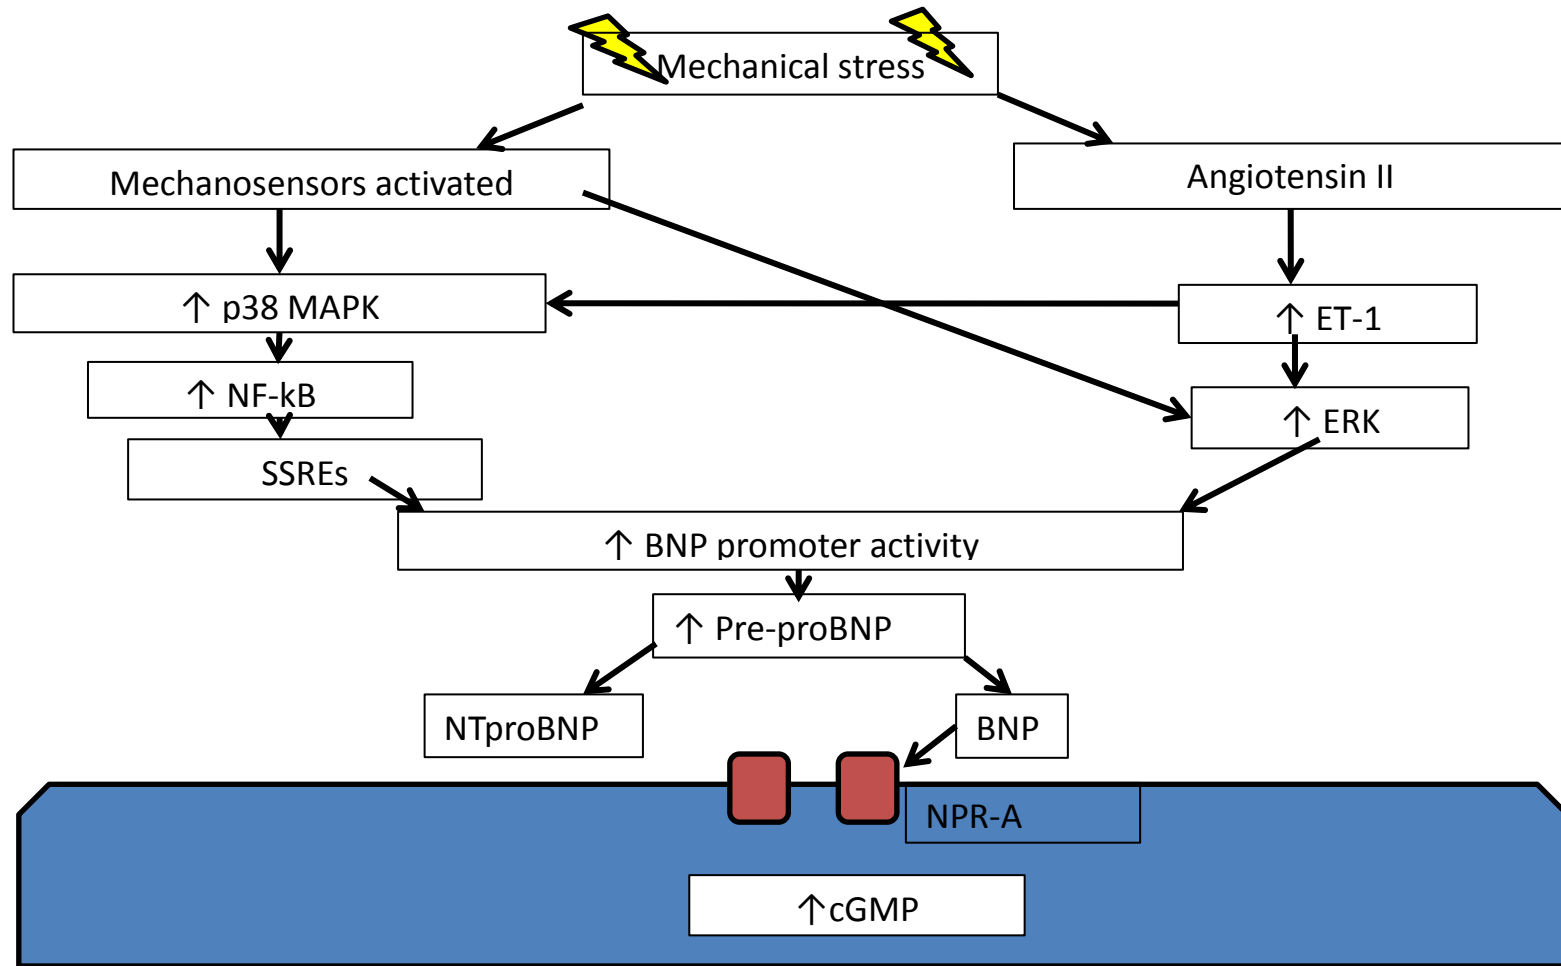 Mechanical stress
Mechanosensors activated
Angiotensin II
↑ p38 MAPK
↑ ET-1
↑ NF-kB
↑ ERK
SSREs
↑ BNP promoter activity
↑ Pre-proBNP
NTproBNP
BNP
NPR-A
↑cGMP